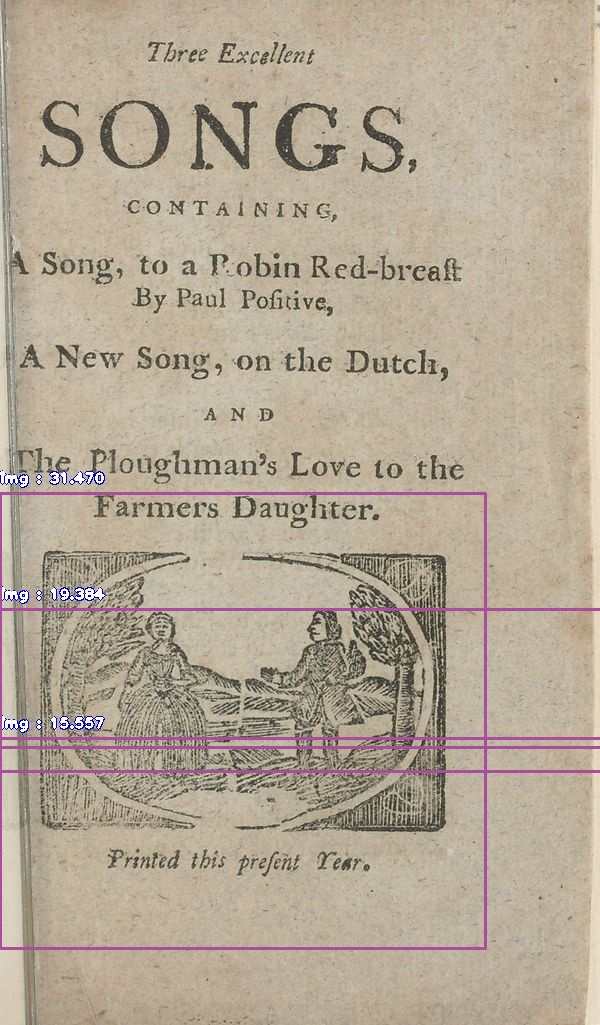 Three Excellent
SONGS,
CONTAINING,
A Song, to a Robin Red-breaſt
By Paul Poſitive,
A New Song, on the Dutch,
AND
The Ploughman's Love to the
img : 31.470
Farmers Daughter.
img : 19.384
img : 15.557
Printed this preſent Year.